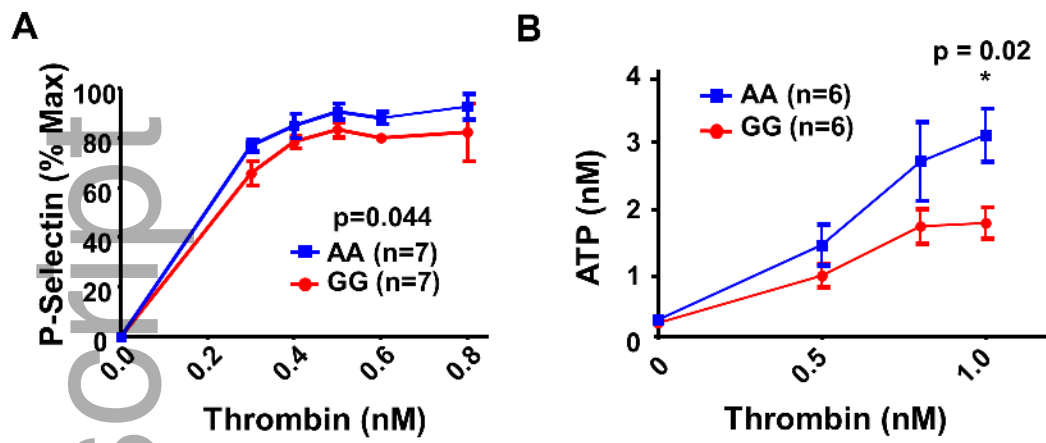 A
P-Selectin (% Max)
100
80
60
40
20
0
0.0
0.2
0.4
0.6
0.8
Thrombin (nM)
p=0.044
AA (n=7)
GG (n=7)
script
B
p = 0.02
*
AA (n=6)
GG (n=6)
ATP (nM)
4
3
2
1
0
0
0.5
1.0
Thrombin (nM)